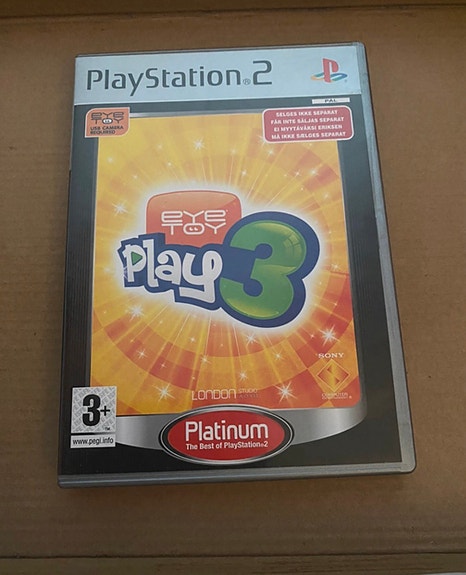 PlayStation®2
PAL
EYE
TOY
USB CAMERA
REQUIRED
SELGES IKKE SEPARAT
FÅR INTE SÄLJAS SEPARAT
EI MYYTÄVÄKSI ERIKSEEN
MÅ IKKE SÆLGES SEPARAT
EYE
TOY
Play 3
SONY
COMPUTER
ENTERTAINMENT®
LONDON STUDIO
3+
www.pegi.info
Platinum
The Best of PlayStation®2